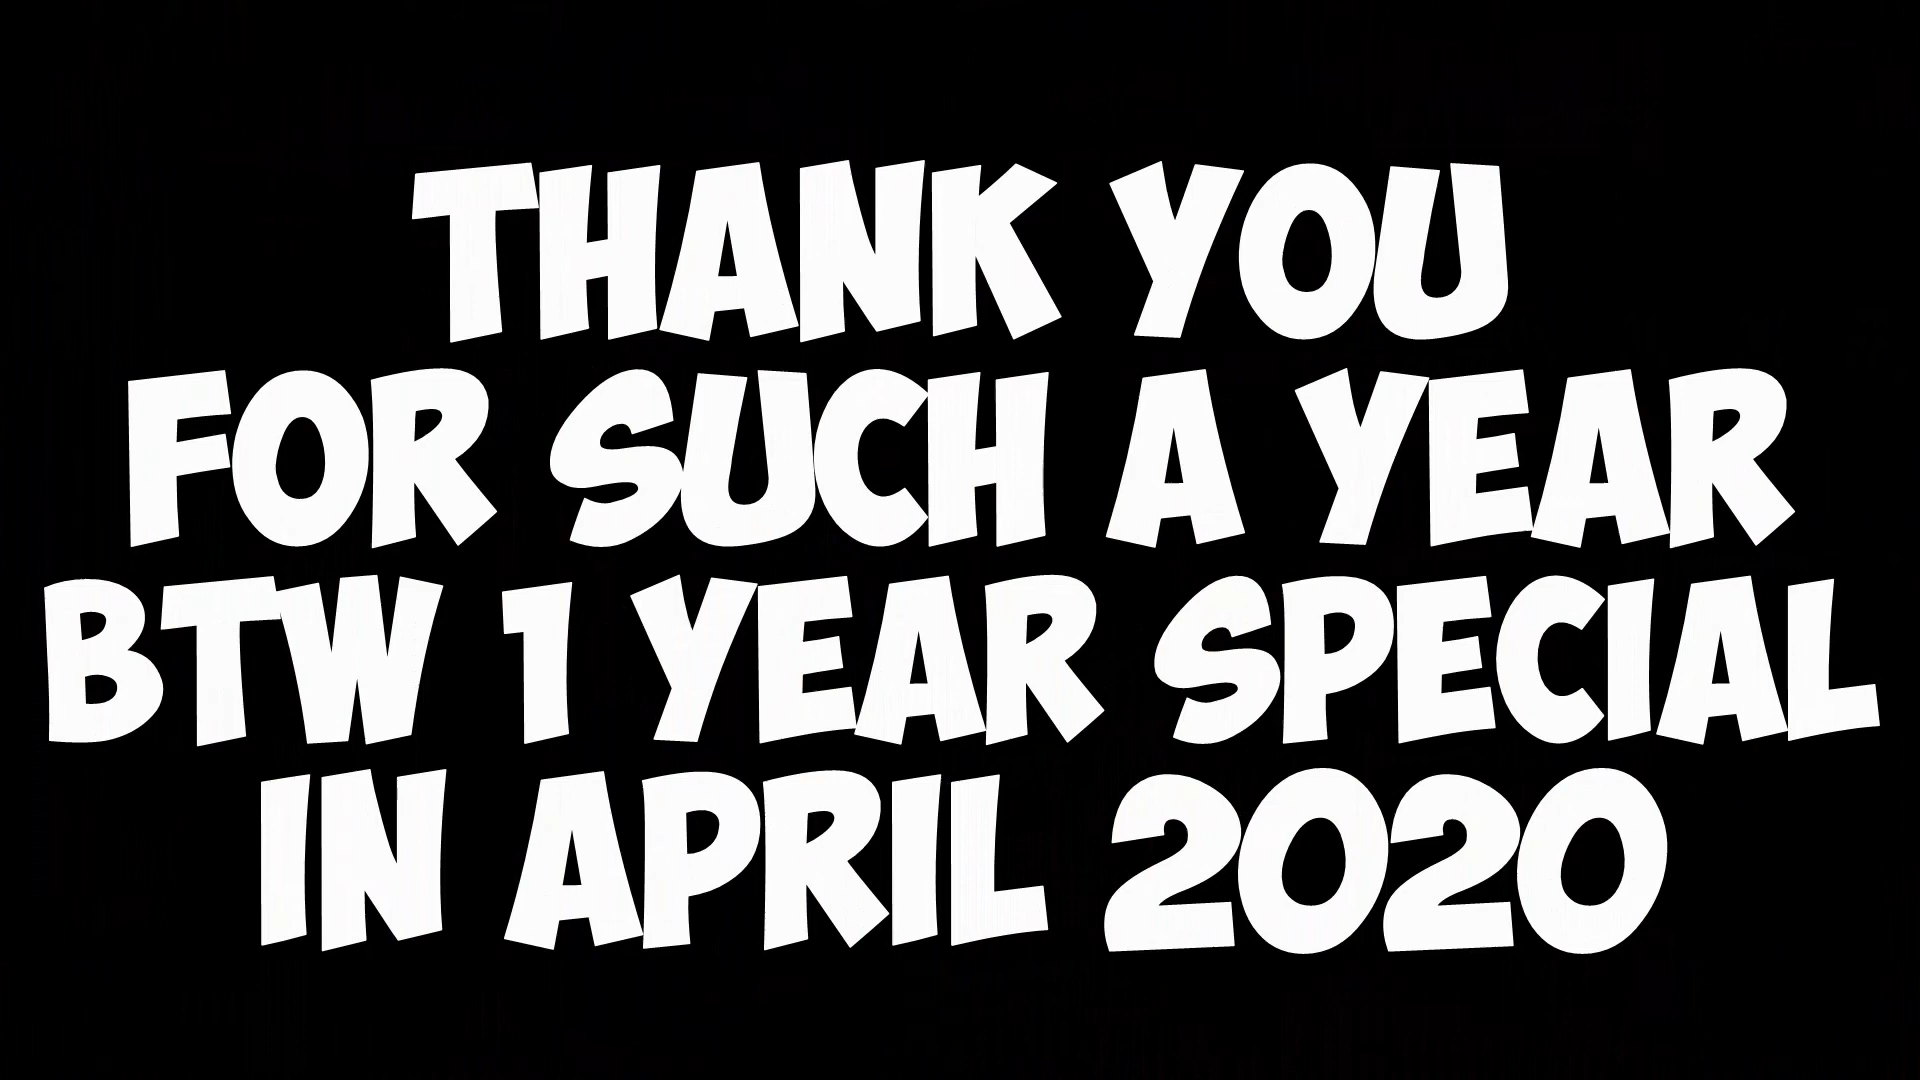 THANK YOU
FOR SUCH A YEAR
BTW 1 YEAR SPECIAL
IN APRIL 2020